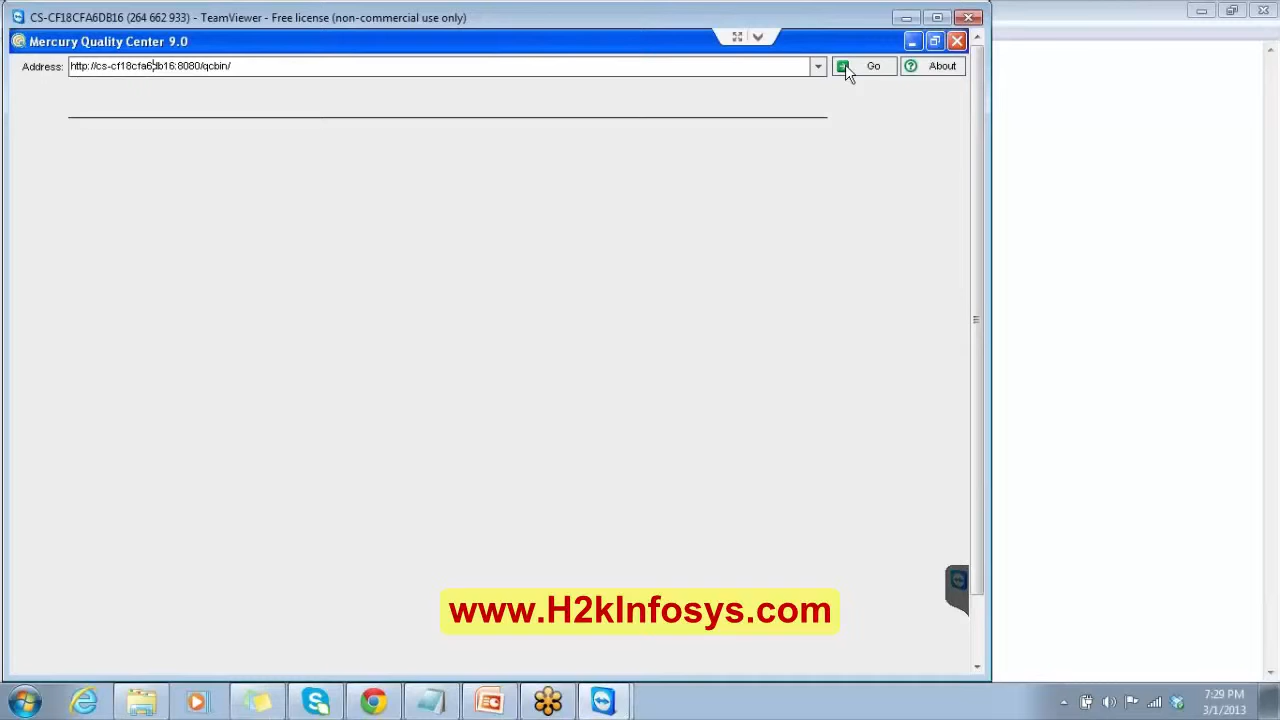 CS-CF18CFA6DB16 (264 662 933) - TeamViewer - Free license (non-commercial use only)
Mercury Quality Center 9.0
Address: http://cs-cf18cfa6db16:8080/qcbin/ Go About
www.H2kInfosys.com
7:29 PM
3/1/2013